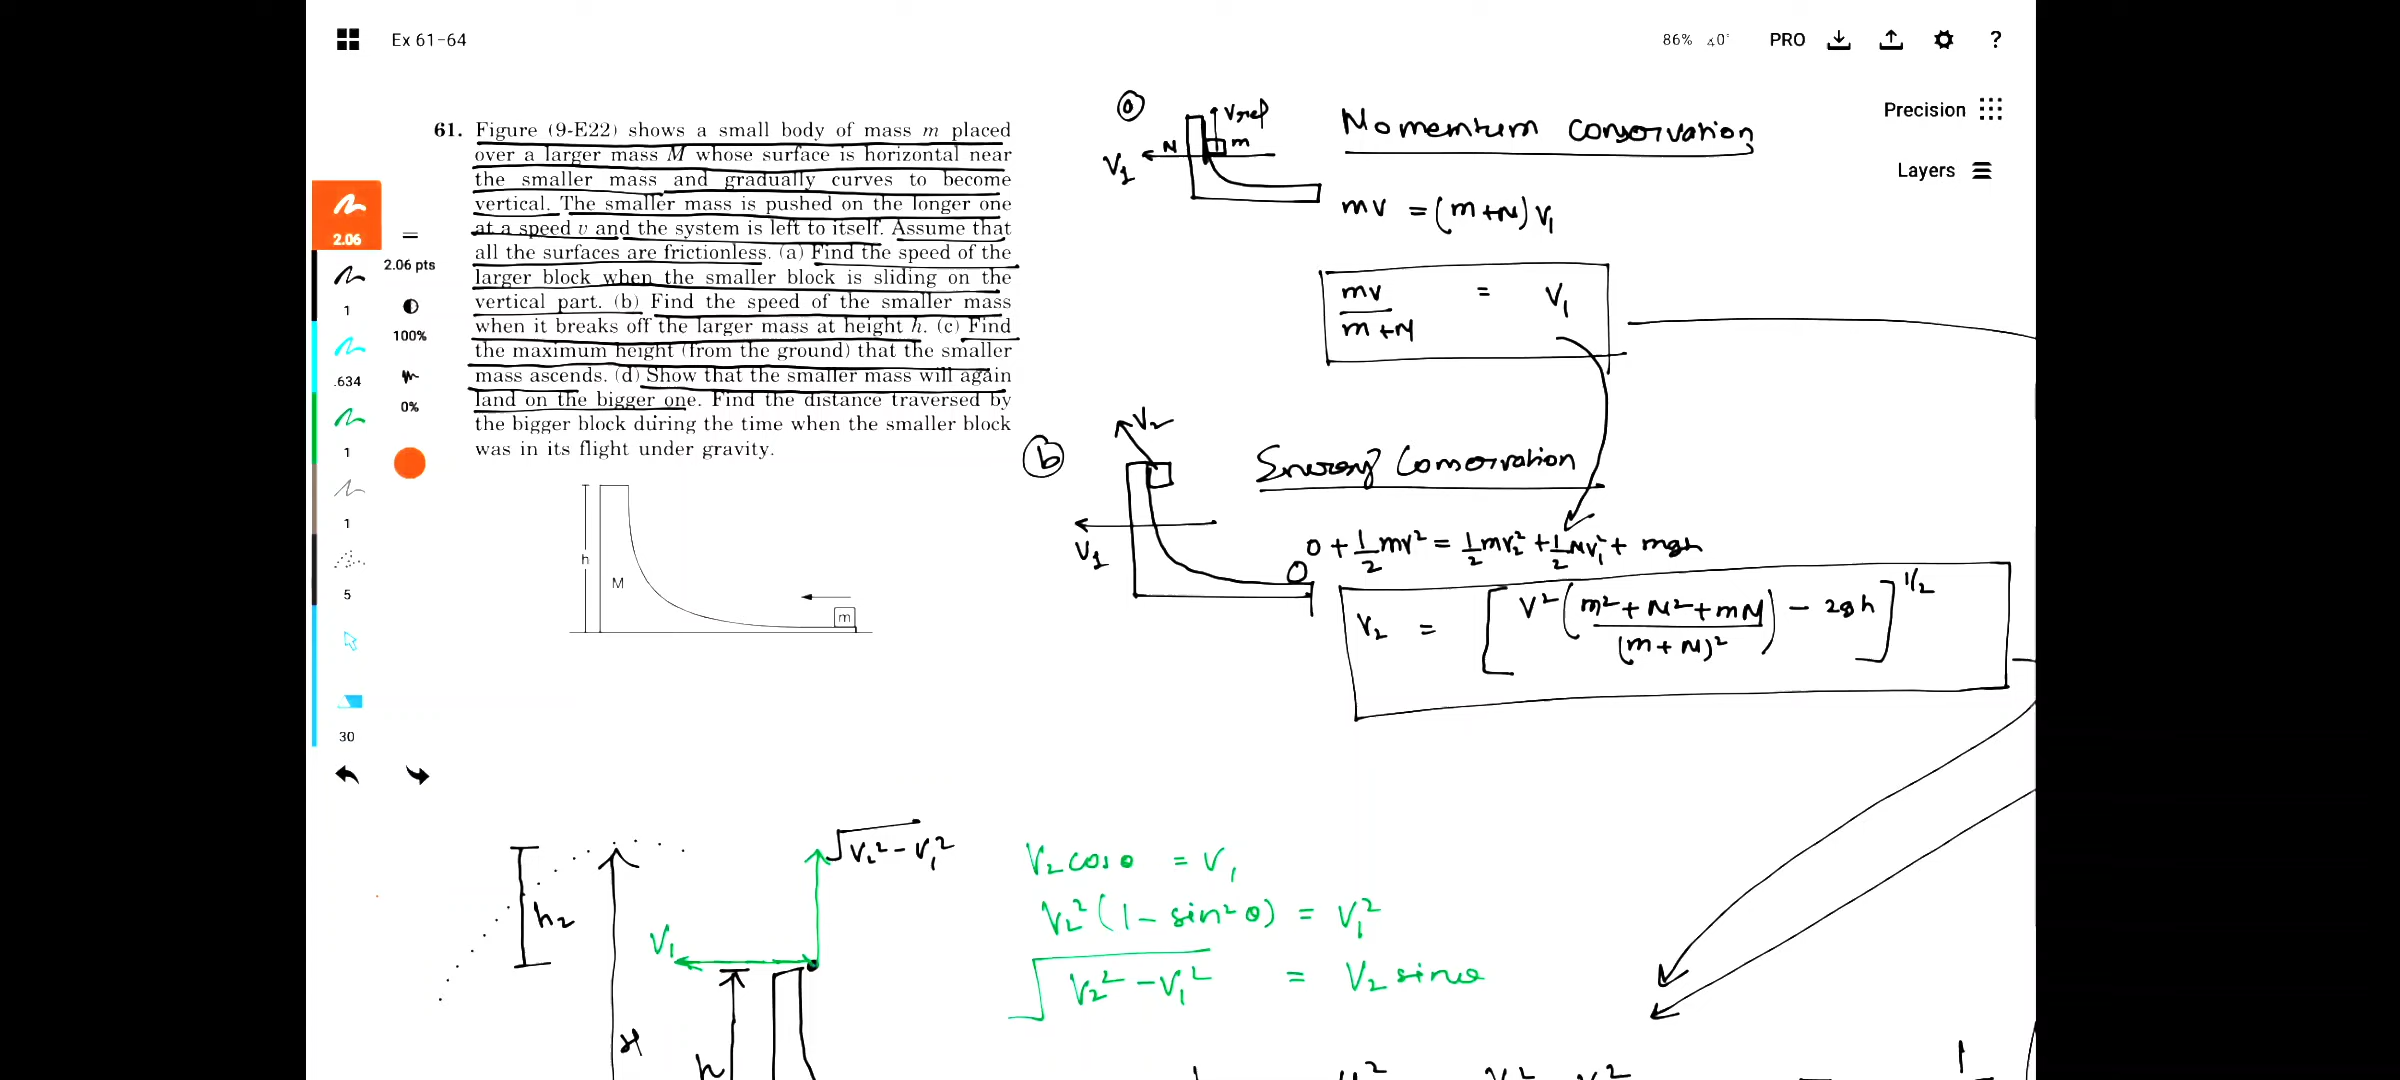 Ex 61-64
86% ∠0°
PRO
?
Precision
Layers
2.06
2.06 pts
1
100%
.634
0%
1
1
5
30
61. Figure (9-E22) shows a small body of mass m placed
over a larger mass M whose surface is horizontal near
the smaller mass and gradually curves to become
vertical. The smaller mass is pushed on the longer one
at a speed v and the system is left to itself. Assume that
all the surfaces are frictionless. (a) Find the speed of the
larger block when the smaller block is sliding on the
vertical part. (b) Find the speed of the smaller mass
when it breaks off the larger mass at height h. (c) Find
the maximum height (from the ground) that the smaller
mass ascends. (d) Show that the smaller mass will again
land on the bigger one. Find the distance traversed by
the bigger block during the time when the smaller block
was in its flight under gravity.
h
M
m
V1
M
m
Momentum conservation
mv = (m+M)V1
mv/(m+M) = V1
b
V2
V1
Energy Conservation
0 + 1/2 mv² = 1/2 mv2² + 1/2 Mv1² + mgh
V2 = [V² ((m²+M²+mM)/(m+M)²) - 2gh]^1/2
h2
√V2²-V1²
V1
h
V2 cosθ = V1
V2²(1-sin²θ) = V1²
√V2²-V1² = V2 sinθ